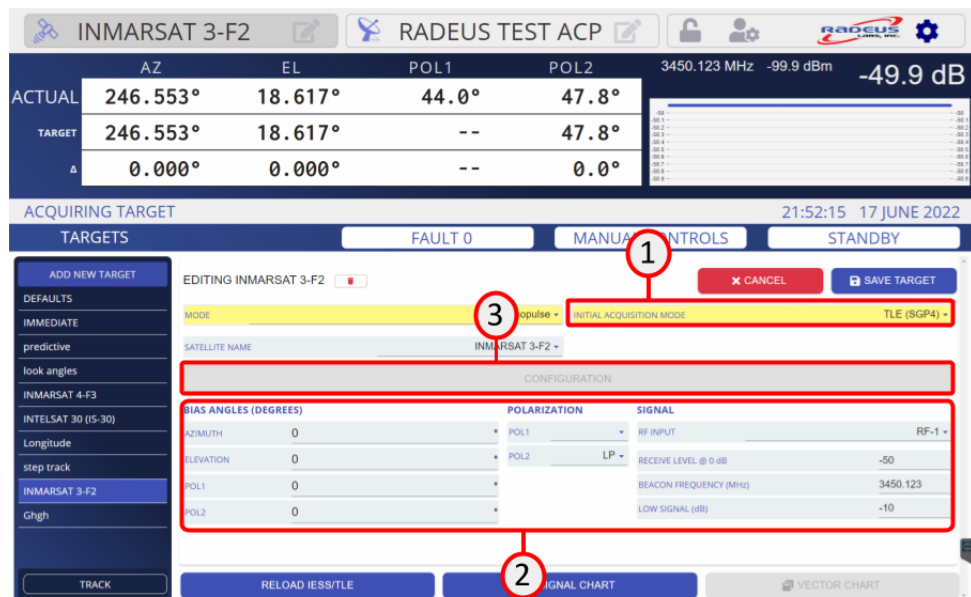 INMARSAT 3-F2 RADEUS TEST ACP RADEUS LABS, INC.
AZ EL POL1 POL2 3450.123 MHz -99.9 dBm -49.9 dB
ACTUAL 246.553° 18.617° 44.0° 47.8°
TARGET 246.553° 18.617° -- 47.8°
Δ 0.000° 0.000° -- 0.0°
ACQUIRING TARGET 21:52:15 17 JUNE 2022
TARGETS FAULT 0 MANUAL CONTROLS STANDBY
1
ADD NEW TARGET EDITING INMARSAT 3-F2 X CANCEL SAVE TARGET
DEFAULTS
IMMEDIATE MODE 3 opulse INITIAL ACQUISITION MODE TLE (SGP4)
predictive SATELLITE NAME INMARSAT 3-F2
look angles CONFIGURATION
INMARSAT 4-F3
INTELSAT 30 (IS-30) BIAS ANGLES (DEGREES) POLARIZATION SIGNAL
Longitude AZIMUTH 0 ° POL1 RF INPUT RF-1
step track ELEVATION 0 ° POL2 LP RECEIVE LEVEL @ 0 dB -50
INMARSAT 3-F2 POL1 0 ° BEACON FREQUENCY (MHz) 3450.123
Ghgh POL2 0 ° LOW SIGNAL (dB) -10
TRACK RELOAD IESS/TLE 2 IGNAL CHART VECTOR CHART